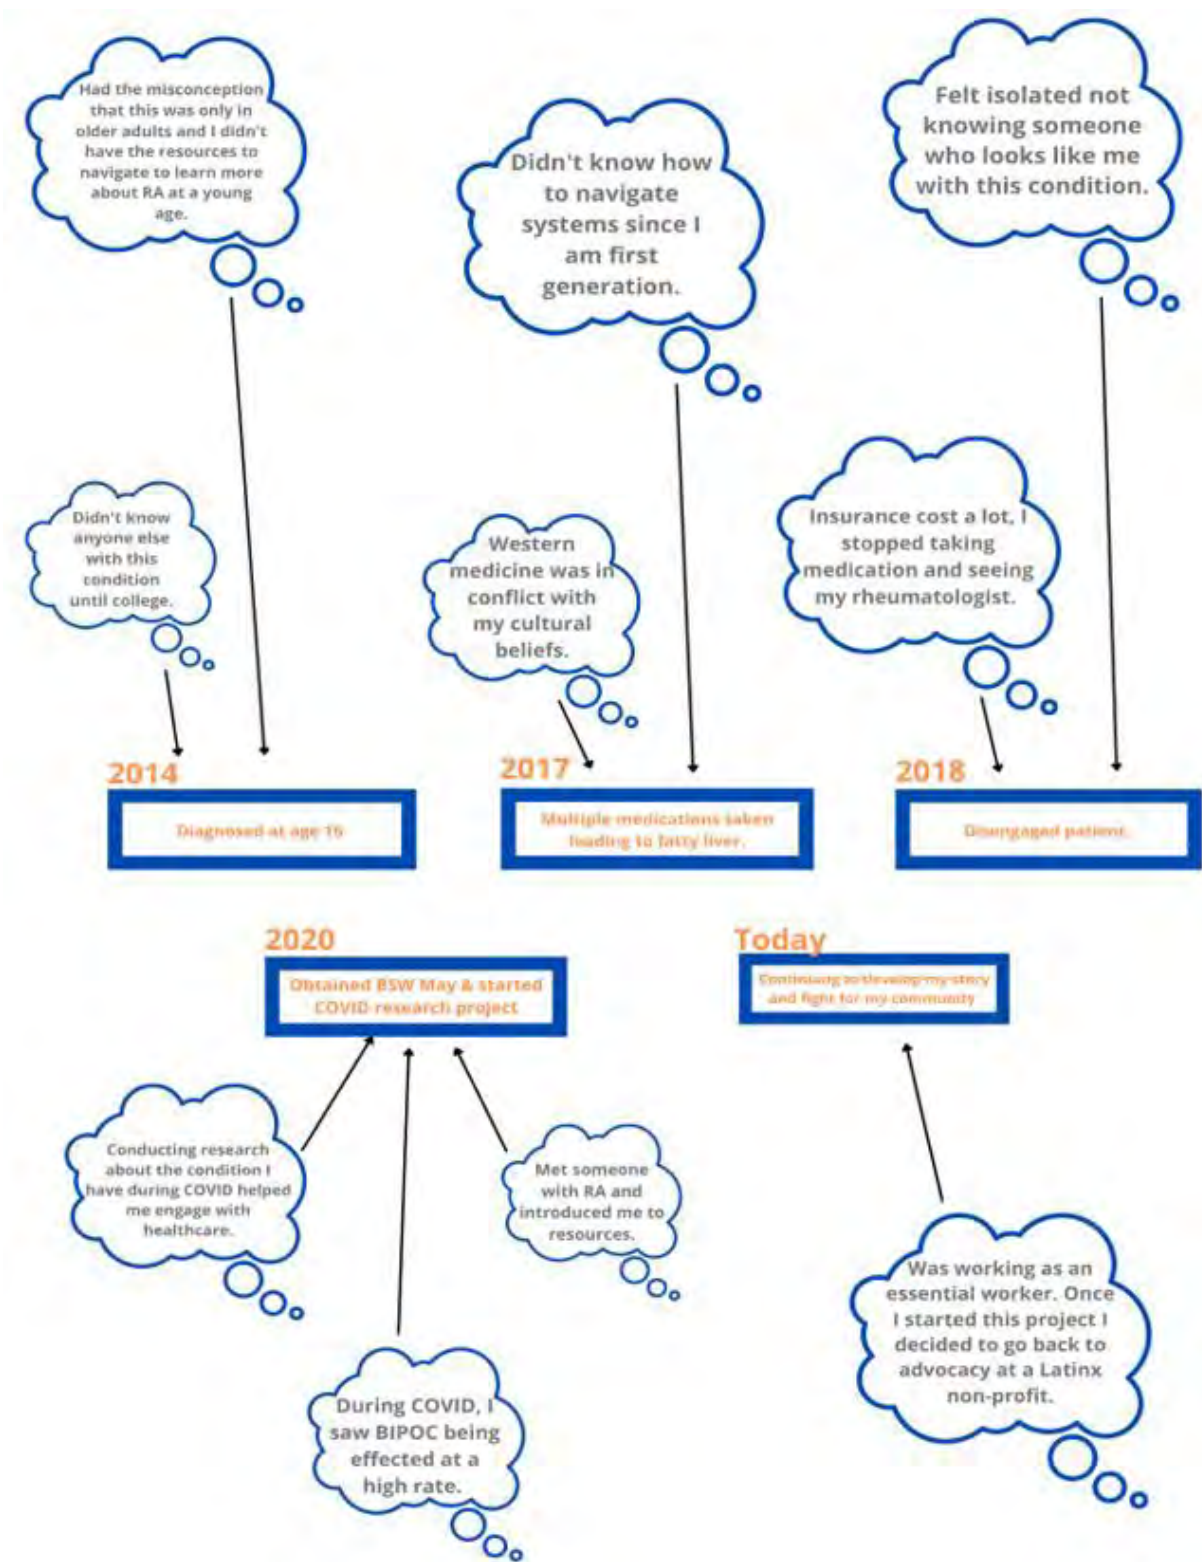 Had the misconception
that this was only in
older adults and I didn't
have the resources to
navigate to learn more
about RA at a young
age.
Didn't know how
to navigate
systems since I
am first
generation.
Felt isolated not
knowing someone
who looks like me
with this condition.
Didn't know
anyone else
with this
condition
until college.
Western
medicine was in
conflict with
my cultural
beliefs.
Insurance cost a lot, I
stopped taking
medication and seeing
my rheumatologist.
2014
Diagnosed at age 16
2017
Multiple medications taken
leading to fatty liver.
2018
Disengaged patient.
2020
Obtained BSW May & started
COVID research project
Today
Continuing to develop my story
and fight for my community
Conducting research
about the condition I
have during COVID helped
me engage with
healthcare.
Met someone
with RA and
introduced me to
resources.
During COVID, I
saw BIPOC being
effected at a
high rate.
Was working as an
essential worker. Once
I started this project I
decided to go back to
advocacy at a Latinx
non-profit.